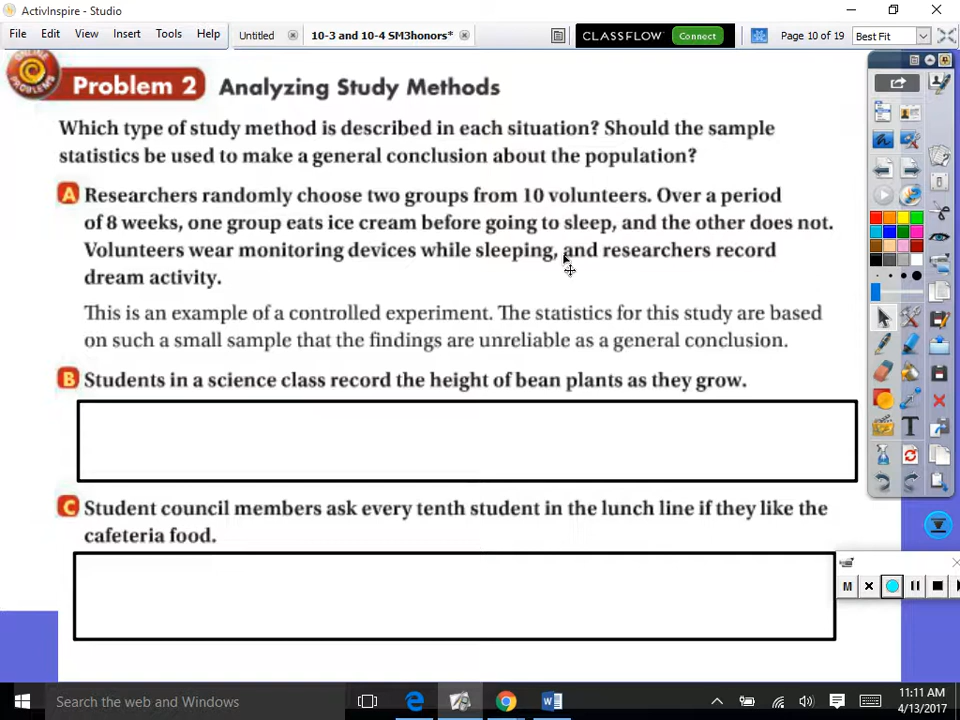 ActivInspire - Studio
File Edit View Insert Tools Help Untitled 10-3 and 10-4 SM3honors* CLASSFLOW Connect Page 10 of 19 Best Fit
Problem 2 Analyzing Study Methods
Which type of study method is described in each situation? Should the sample
statistics be used to make a general conclusion about the population?
A Researchers randomly choose two groups from 10 volunteers. Over a period
of 8 weeks, one group eats ice cream before going to sleep, and the other does not.
Volunteers wear monitoring devices while sleeping, and researchers record
dream activity.
This is an example of a controlled experiment. The statistics for this study are based
on such a small sample that the findings are unreliable as a general conclusion.
B Students in a science class record the height of bean plants as they grow.
C Student council members ask every tenth student in the lunch line if they like the
cafeteria food.
M
Search the web and Windows
11:11 AM
4/13/2017